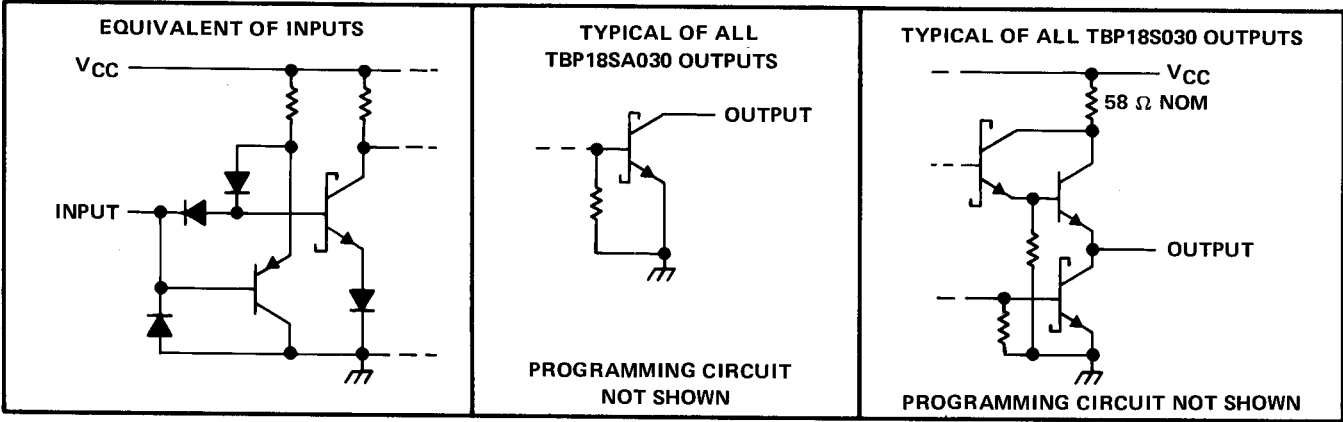 EQUIVALENT OF INPUTS
VCC
INPUT
TYPICAL OF ALL
TBP18SA030 OUTPUTS
OUTPUT
PROGRAMMING CIRCUIT
NOT SHOWN
TYPICAL OF ALL TBP18S030 OUTPUTS
VCC
58 Ω NOM
OUTPUT
PROGRAMMING CIRCUIT NOT SHOWN